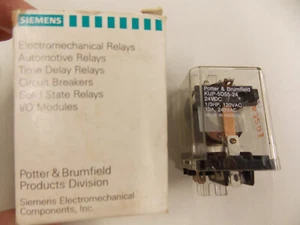 SIEMENS
Electromechanical Relays
Automotive Relays
Time Delay Relays
Circuit Breakers
Solid State Relays
I/O Modules
Potter & Brumfield
Products Division
Siemens Electromechanical
Components, Inc.
Potter & Brumfield
KUP-5D55-24
24VDC
1/3HP, 120VAC
10A, 240VAC